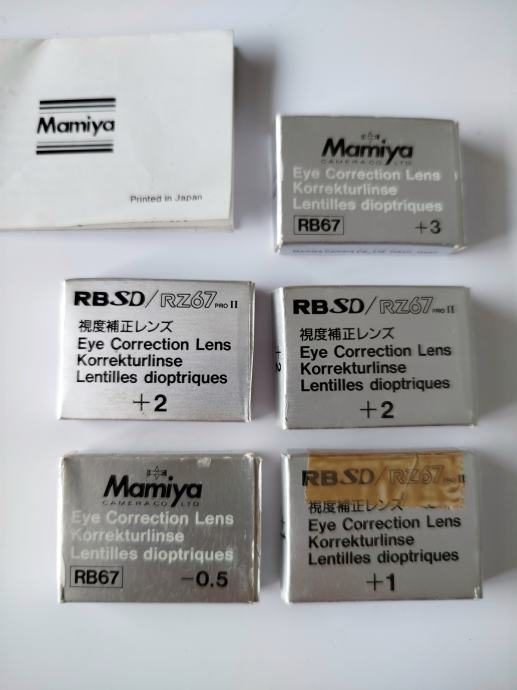 Mamiya
Printed in Japan
Mamiya
CAMERA CO. LTD.
Eye Correction Lens
Korrekturlinse
Lentilles dioptriques
RB67 +3
RBSD/RZ67 PRO II
視度補正レンズ
Eye Correction Lens
Korrekturlinse
Lentilles dioptriques
+2
RBSD/RZ67 PRO II
視度補正レンズ
Eye Correction Lens
Korrekturlinse
Lentilles dioptriques
+2
Mamiya
CAMERA CO. LTD
Eye Correction Lens
Korrekturlinse
Lentilles dioptriques
RB67 -0.5
RBSD/RZ67 PRO II
視度補正レンズ
Eye Correction Lens
Korrekturlinse
Lentilles dioptriques
+1